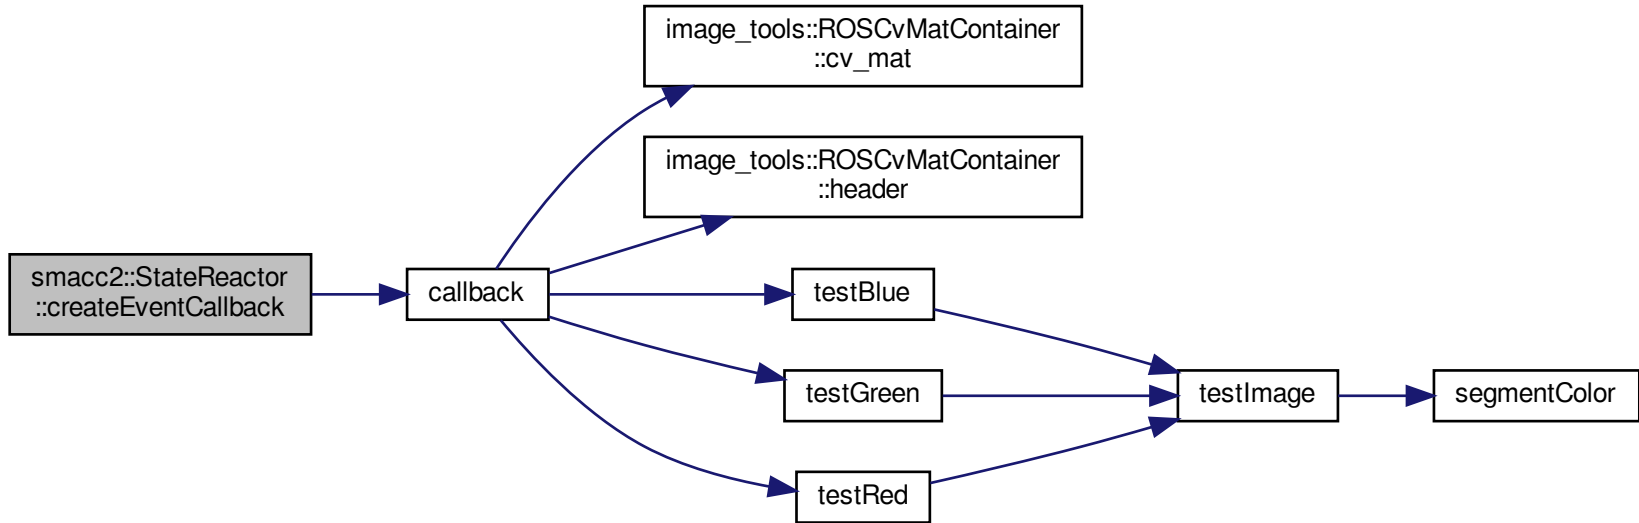 image_tools::ROSCvMatContainer
::cv_mat
image_tools::ROSCvMatContainer
::header
smacc2::StateReactor
::createEventCallback
callback
testBlue
testGreen
testImage
segmentColor
testRed